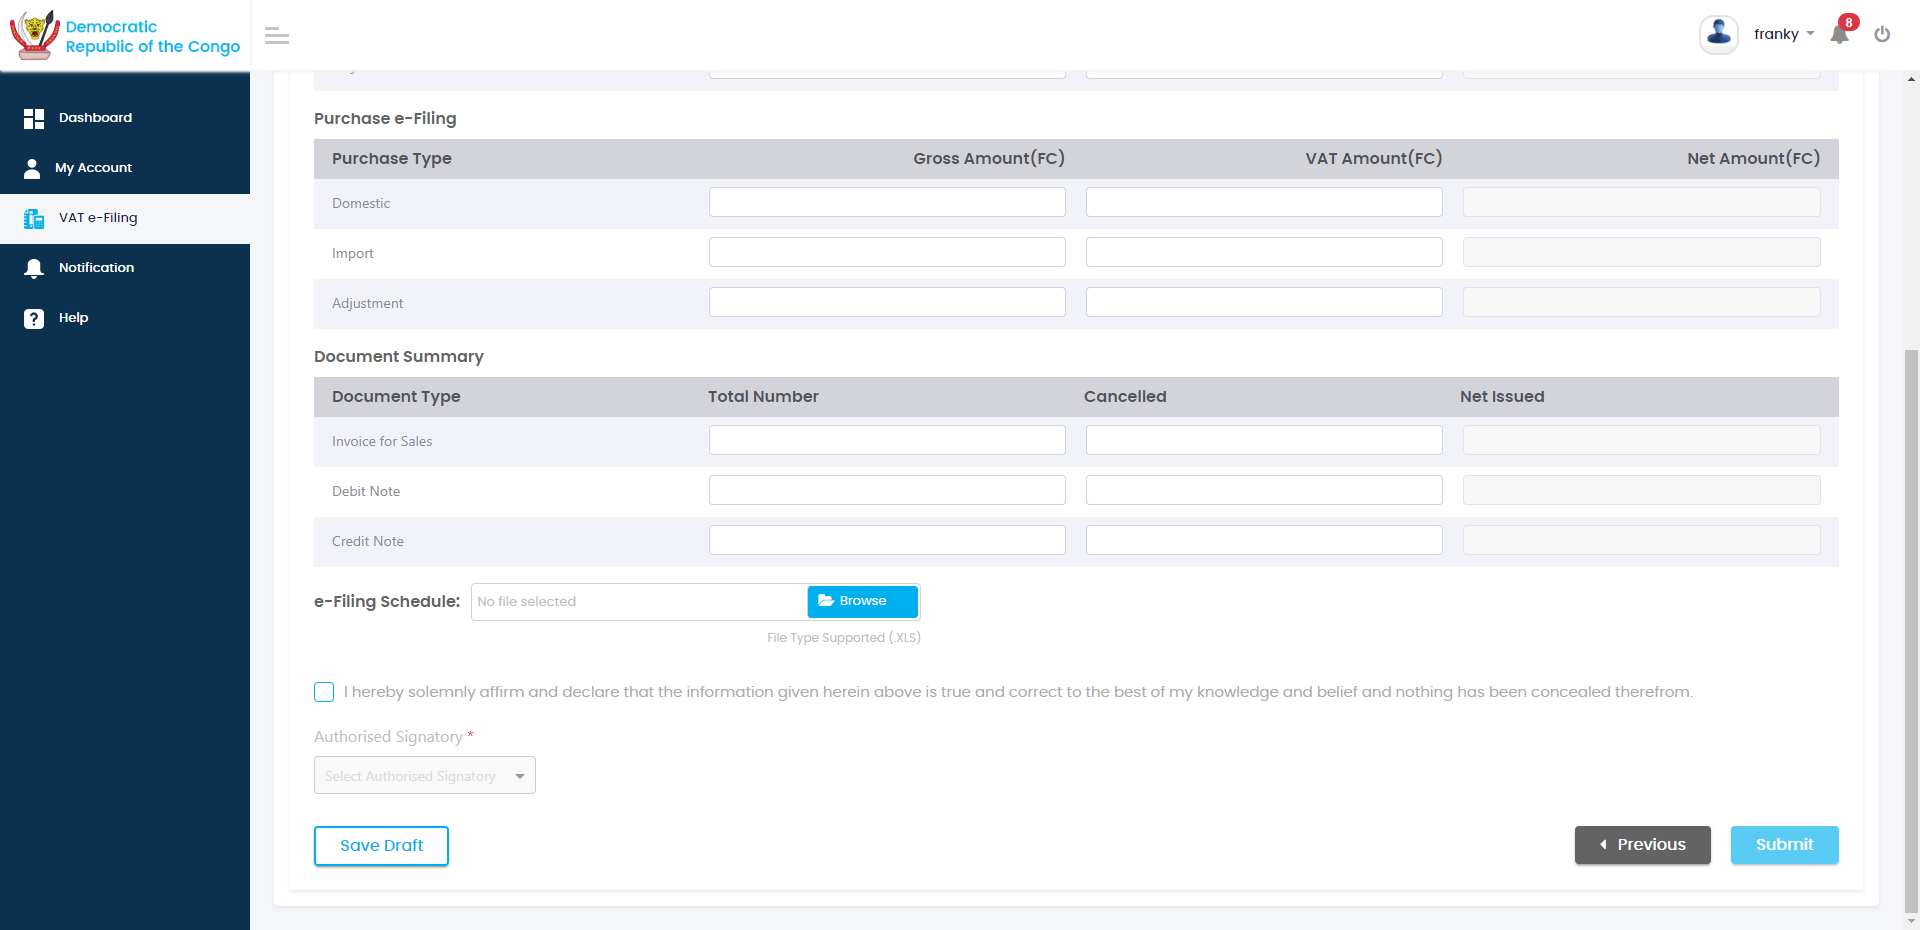 Democratic
Republic of the Congo
franky
8
Dashboard
My Account
VAT e-Filing
Notification
Help
Purchase e-Filing
Purchase Type Gross Amount(FC) VAT Amount(FC) Net Amount(FC)
Domestic
Import
Adjustment
Document Summary
Document Type Total Number Cancelled Net Issued
Invoice for Sales
Debit Note
Credit Note
e-Filing Schedule: No file selected Browse
File Type Supported (.XLS)
I hereby solemnly affirm and declare that the information given herein above is true and correct to the best of my knowledge and belief and nothing has been concealed therefrom.
Authorised Signatory *
Select Authorised Signatory
Save Draft Previous Submit